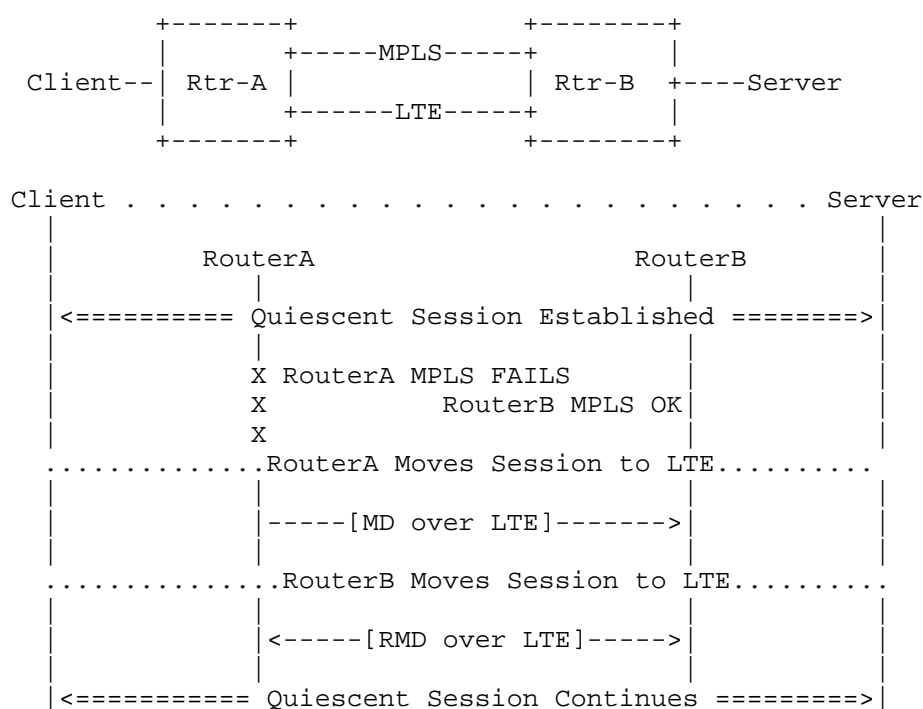 MPLS
Client-- Rtr-A Rtr-B ----Server
LTE
Client . . . . . . . . . . . . . . . . . . . . . . Server
RouterA RouterB
<========== Quiescent Session Established ========>
X RouterA MPLS FAILS
X RouterB MPLS OK
X
..............RouterA Moves Session to LTE..........
-----[MD over LTE]------->
...............RouterB Moves Session to LTE..........
<-----[RMD over LTE]----->
<=========== Quiescent Session Continues =========>